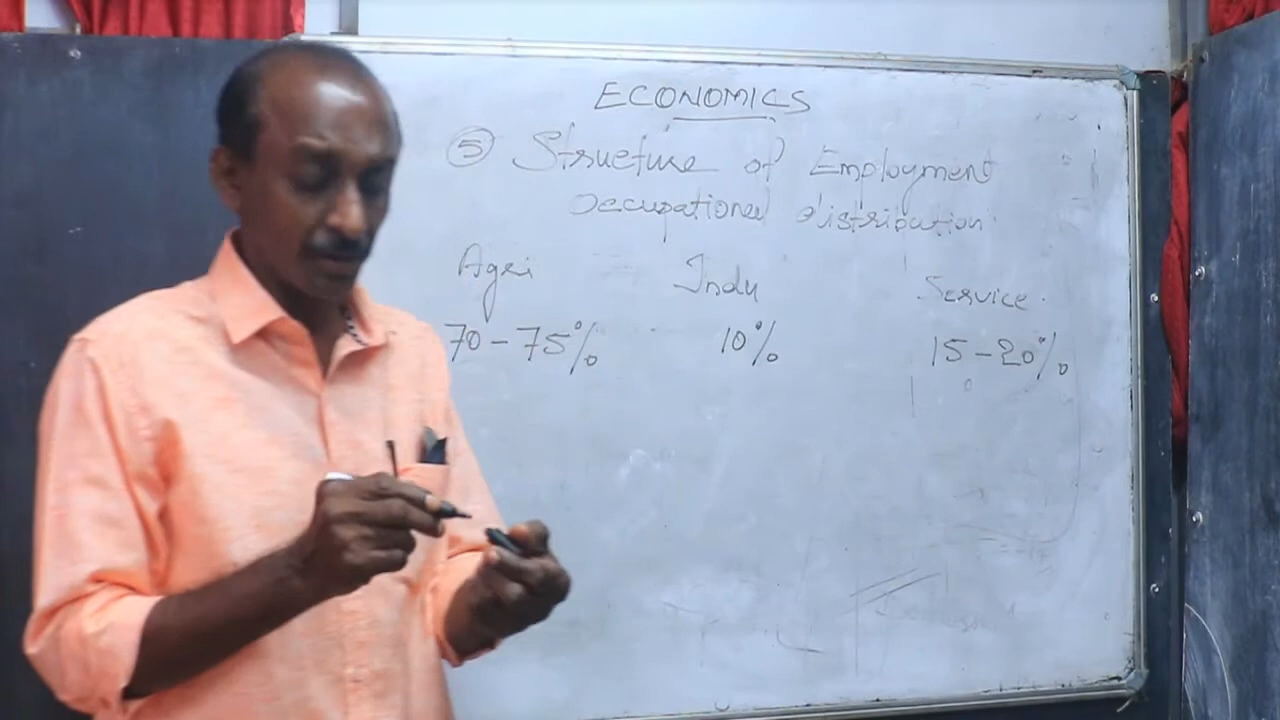 ECONOMICS
⑤ Structure of Employment
Occupational distribution
Agri Indu Service.
70-75% 10% 15-20%